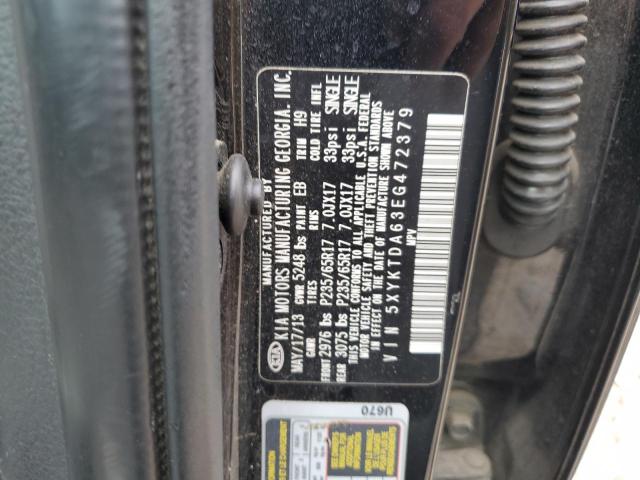 KIA
MANUFACTURED BY
KIA MOTORS MANUFACTURING GEORGIA, INC.
MAY/17/13 GVWR 5248 lbs PAINT EB TRIM H9
GAWR TIRES RIMS COLD TIRE INFL
FRONT 2976 lbs P235/65R17 7.0JX17 33psi SINGLE
REAR 3075 lbs P235/65R17 7.0JX17 33psi SINGLE
THIS VEHICLE CONFORMS TO ALL APPLICABLE U.S.A. FEDERAL
MOTOR VEHICLE SAFETY AND THEFT PREVENTION STANDARDS
IN EFFECT ON THE DATE OF MANUFACTURE SHOWN ABOVE
VIN 5XYKTDA63EG472379
MPV
U670